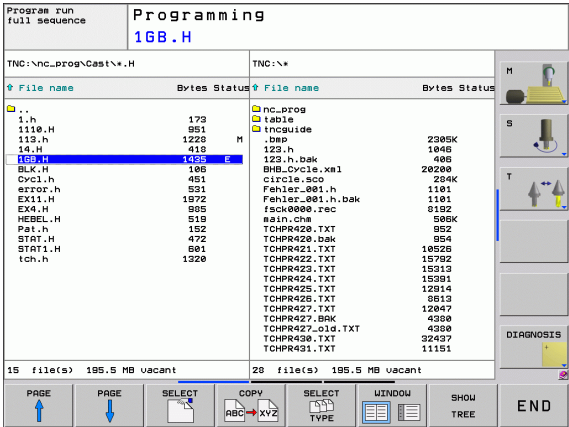 Program run
full sequence
Programming
1GB.H
TNC:\nc_prog\Cast\*.H
TNC:\*
File name Bytes Status
File name Bytes Status
..
1.h 173
1110.H 951
113.h 1228 M
14.H 418
1GB.H 1435 E
BLK.H 106
Cycl.h 451
error.h 531
EX11.H 1972
EX4.H 985
HEBEL.H 519
Pat.h 152
STAT.H 472
STAT1.H 601
tch.h 1320
nc_prog
table
tncguide
.bmp 2305K
123.h 1046
123.h.bak 406
BHB_Cycle.xml 20200
circle.sco 284K
Fehler_001.h 1101
Fehler_001.h.bak 1101
fsck0000.rec 8192
main.chm 506K
TCHPR420.TXT 952
TCHPR420.bak 954
TCHPR421.TXT 10526
TCHPR422.TXT 15792
TCHPR423.TXT 15313
TCHPR424.TXT 15391
TCHPR425.TXT 12914
TCHPR426.TXT 8613
TCHPR427.TXT 12047
TCHPR427.BAK 4380
TCHPR427_old.TXT 4380
TCHPR430.TXT 32437
TCHPR431.TXT 11151
15 file(s) 195.5 MB vacant
28 file(s) 195.5 MB vacant
M
S
T
DIAGNOSIS
PAGE
PAGE
SELECT
COPY
ABC XYZ
SELECT
TYPE
WINDOW
SHOW
TREE
END